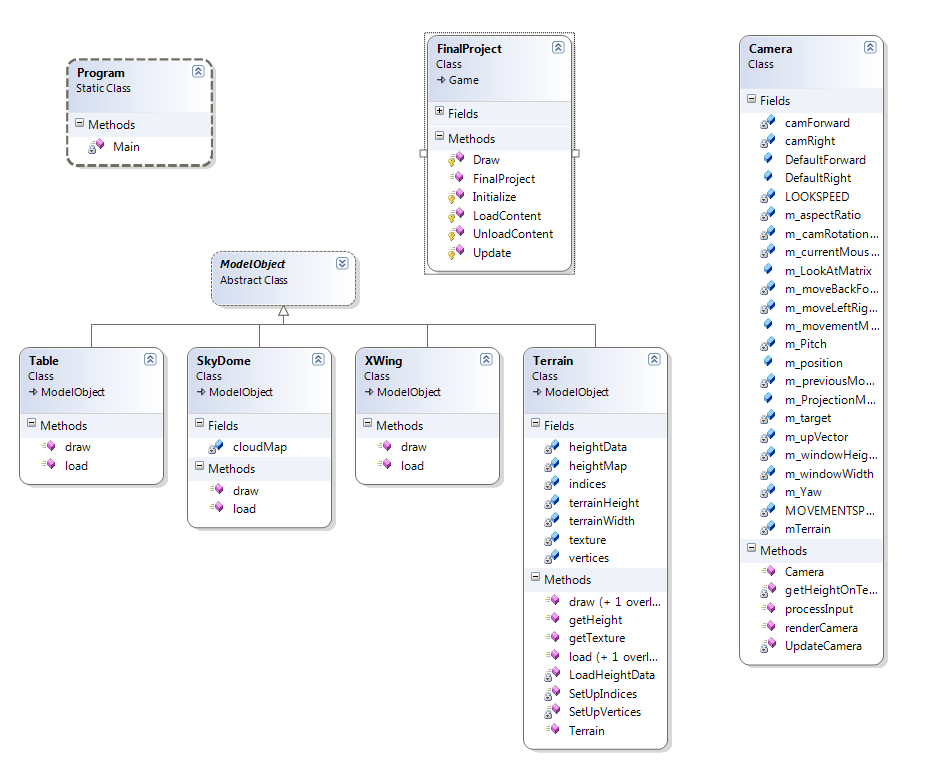 Program
Static Class
Methods
Main
FinalProject
Class
Game
Fields
Methods
Draw
FinalProject
Initialize
LoadContent
UnloadContent
Update
Camera
Class
Fields
camForward
camRight
DefaultForward
DefaultRight
LOOKSPEED
m_aspectRatio
m_camRotation...
m_currentMous...
m_LookAtMatrix
m_moveBackFo...
m_moveLeftRig...
m_movementM...
m_Pitch
m_position
m_previousMo...
m_ProjectionM...
m_target
m_upVector
m_windowHeig...
m_windowWidth
m_Yaw
MOVEMENTSP...
mTerrain
Methods
Camera
getHeightOnTe...
processInput
renderCamera
UpdateCamera
ModelObject
Abstract Class
Table
Class
ModelObject
Methods
draw
load
SkyDome
Class
ModelObject
Fields
cloudMap
Methods
draw
load
XWing
Class
ModelObject
Methods
draw
load
Terrain
Class
ModelObject
Fields
heightData
heightMap
indices
terrainHeight
terrainWidth
texture
vertices
Methods
draw (+ 1 overl...
getHeight
getTexture
load (+ 1 overl...
LoadHeightData
SetUpIndices
SetUpVertices
Terrain